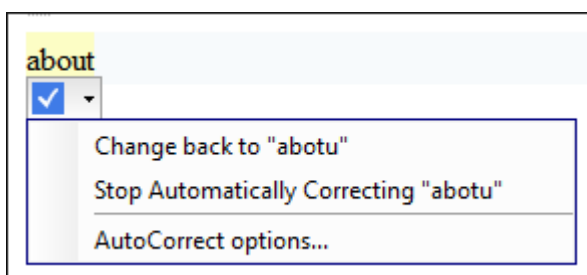 about
Change back to "abotu"
Stop Automatically Correcting "abotu"
AutoCorrect options...